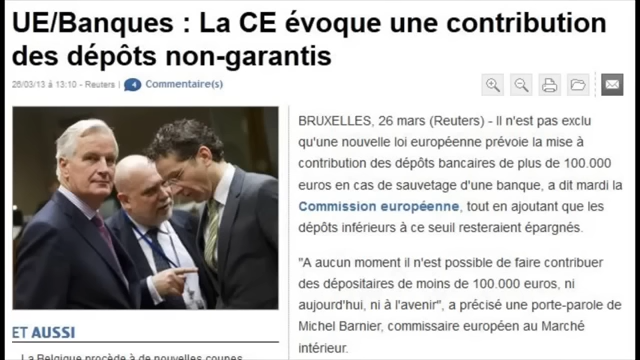 UE/Banques : La CE évoque une contribution
des dépôts non-garantis
26/03/13 à 13:10 - Reuters | 4 Commentaire(s)
BRUXELLES, 26 mars (Reuters) - Il n'est pas exclu
qu'une nouvelle loi européenne prévoie la mise à
contribution des dépôts bancaires de plus de 100.000
euros en cas de sauvetage d'une banque, a dit mardi la
Commission européenne, tout en ajoutant que les
dépôts inférieurs à ce seuil resteraient épargnés.
"A aucun moment il n'est possible de faire contribuer
des dépositaires de moins de 100.000 euros, ni
aujourd'hui, ni à l'avenir", a précisé une porte-parole de
Michel Barnier, commissaire européen au Marché
intérieur.
ET AUSSI
La Belgique procède à de nouvelles coupes